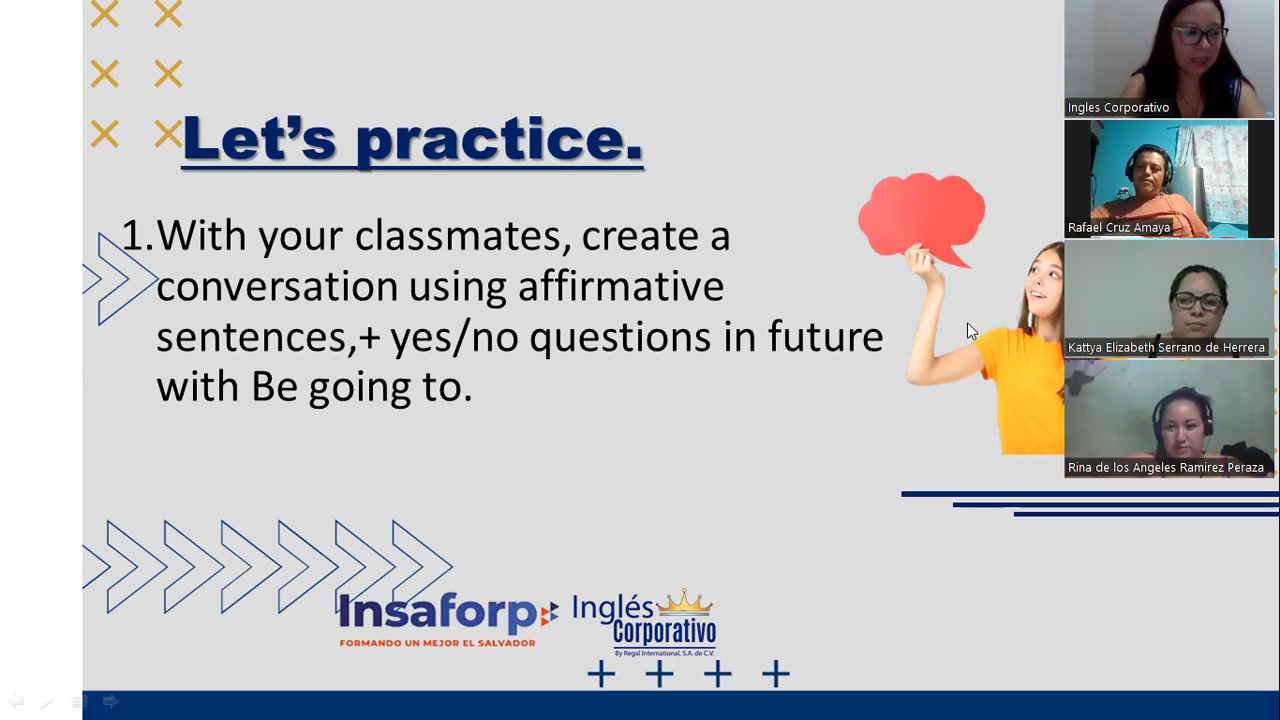 Let's practice.
1.With your classmates, create a
conversation using affirmative
sentences,+ yes/no questions in future
with Be going to.
Insaforp
FORMANDO UN MEJOR EL SALVADOR
Inglés
Corporativo
By Regal International, S.A. de C.V.
Ingles Corporativo
Rafael Cruz Amaya
Kattya Elizabeth Serrano de Herrera
Rina de los Angeles Ramirez Peraza